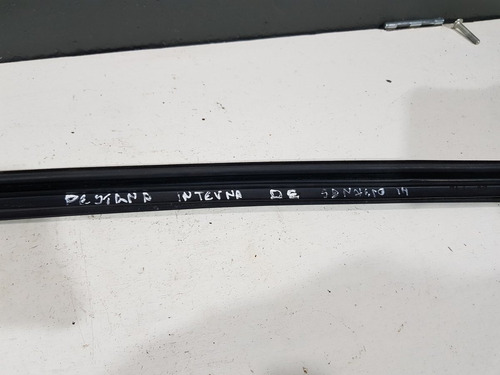 PESTANA INTERNA DE SANDERO 14